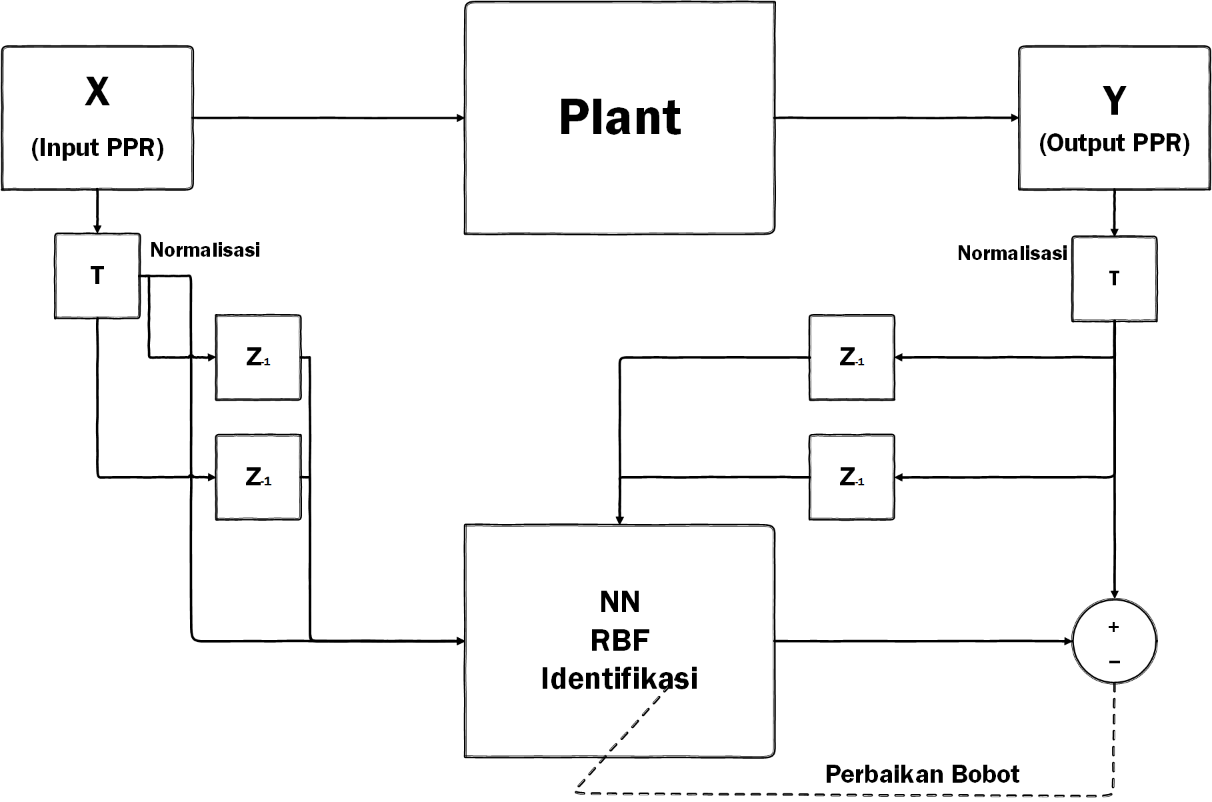 X
(Input PPR)
Plant
Y
(Output PPR)
T
Normalisasi
Normalisasi
T
Z-1
Z-1
Z-1
Z-1
NN
RBF
Identifikasi
+
−
Perbaikan Bobot